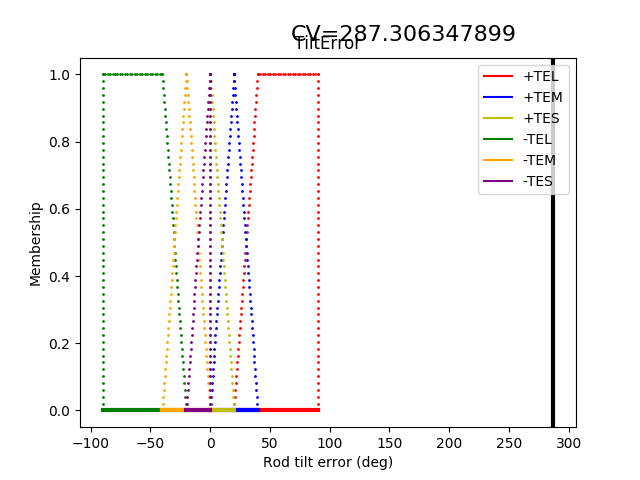 CV=287.306347899
TiltError
+TEL
+TEM
+TES
-TEL
-TEM
-TES
1.0
0.8
0.6
0.4
0.2
0.0
Membership
−100
−50
0
50
100
150
200
250
300
Rod tilt error (deg)